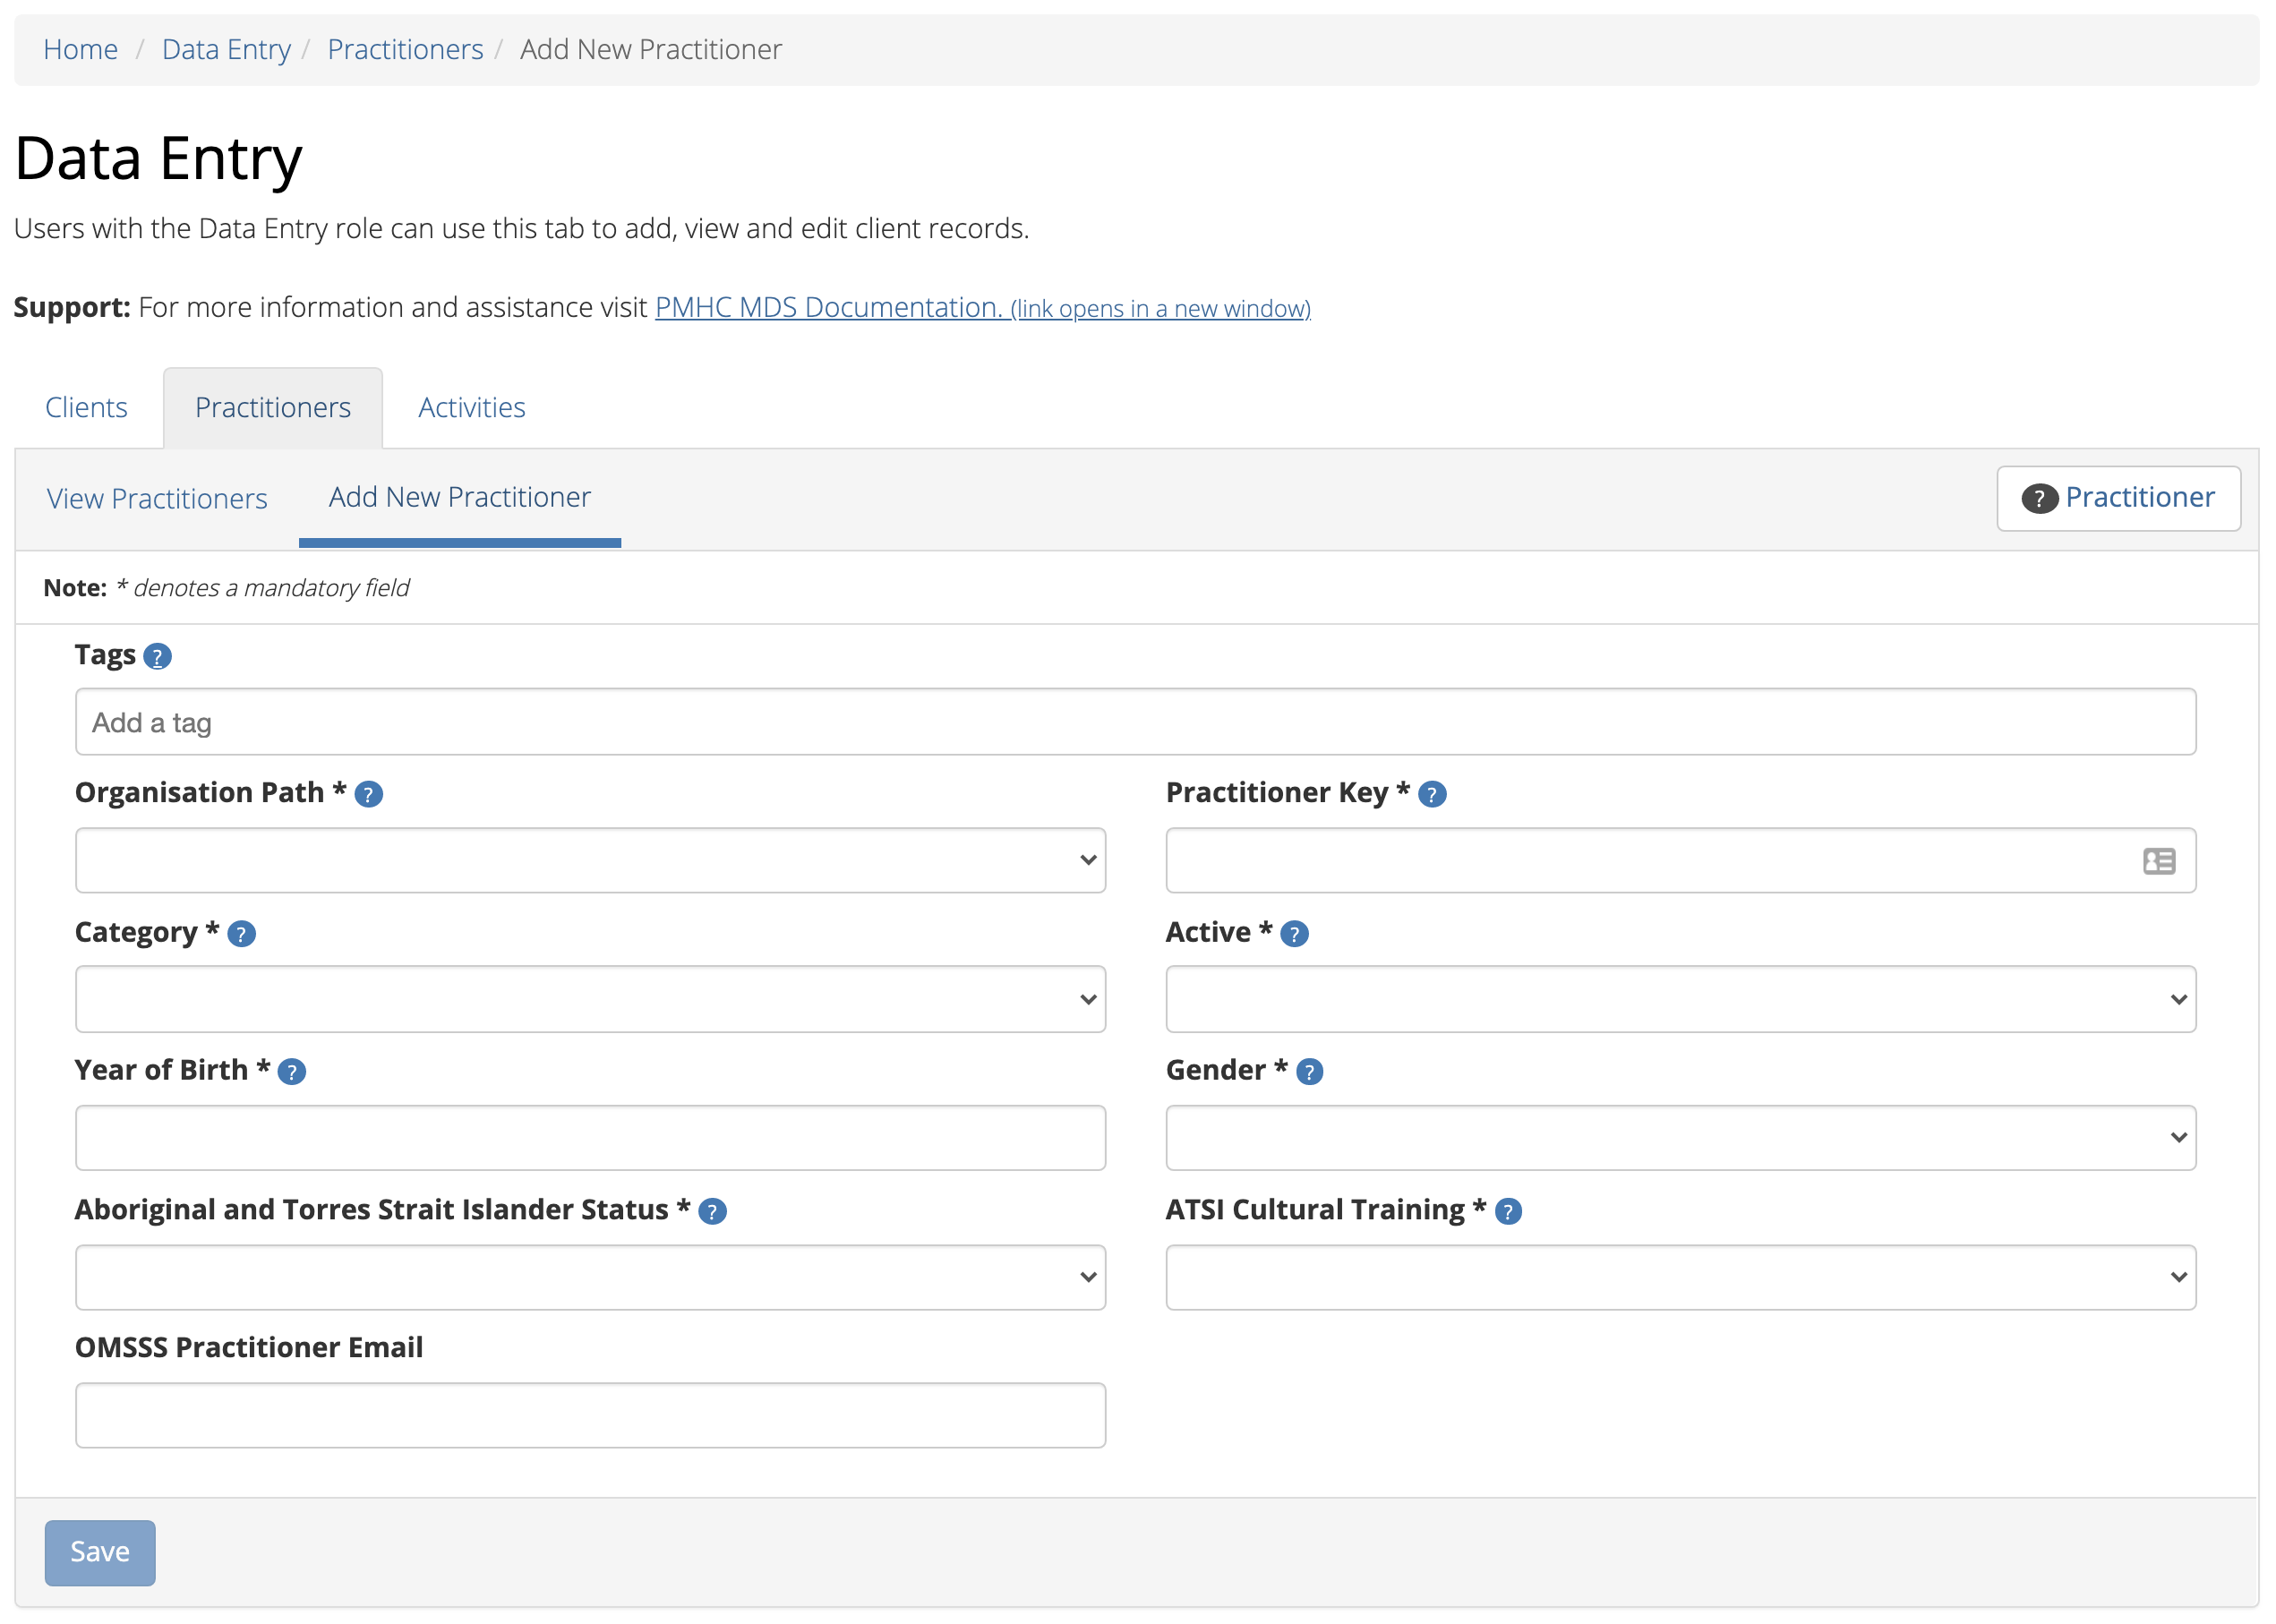 Home / Data Entry / Practitioners / Add New Practitioner
Data Entry
Users with the Data Entry role can use this tab to add, view and edit client records.
Support: For more information and assistance visit PMHC MDS Documentation. (link opens in a new window)
Clients Practitioners Activities
View Practitioners Add New Practitioner ? Practitioner
Note: * denotes a mandatory field
Tags ?
Add a tag
Organisation Path * ? Practitioner Key * ?
Category * ? Active * ?
Year of Birth * ? Gender * ?
Aboriginal and Torres Strait Islander Status * ? ATSI Cultural Training * ?
OMSSS Practitioner Email
Save